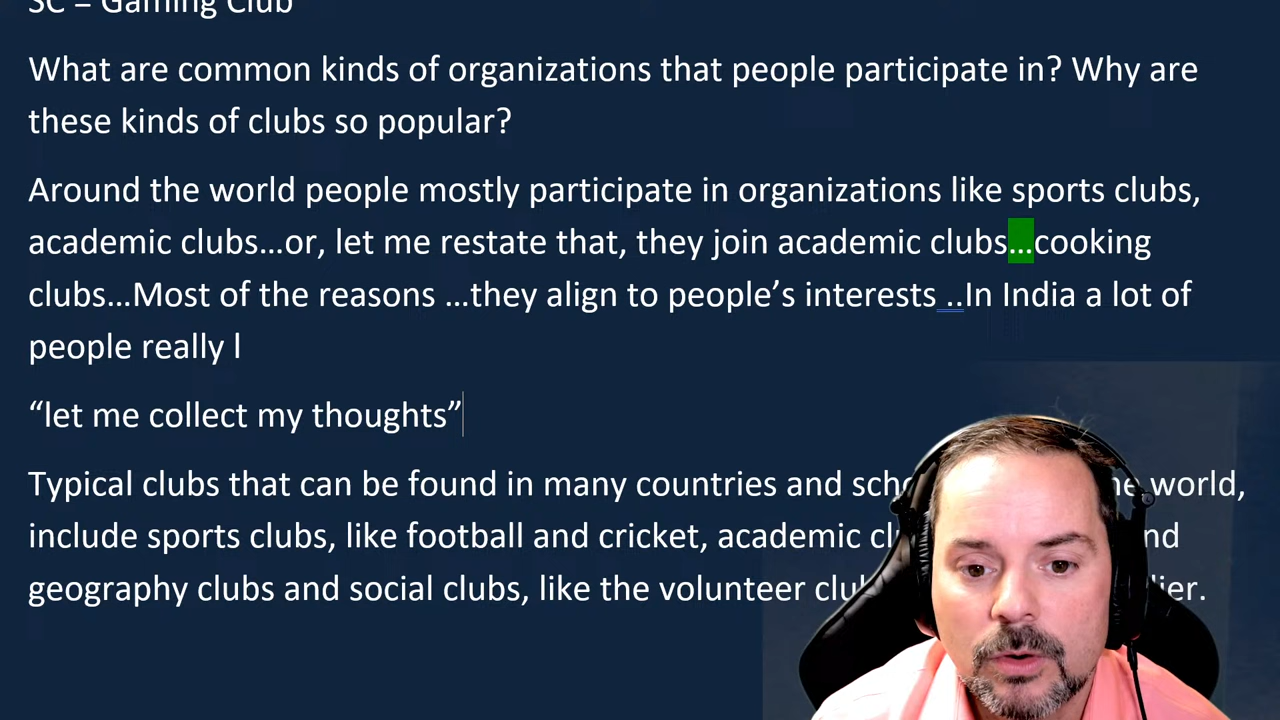 SC = Gaming Club
What are common kinds of organizations that people participate in? Why are
these kinds of clubs so popular?
Around the world people mostly participate in organizations like sports clubs,
academic clubs…or, let me restate that, they join academic clubs…cooking
clubs…Most of the reasons …they align to people’s interests ..In India a lot of
people really l
“let me collect my thoughts”
Typical clubs that can be found in many countries and world,
include sports clubs, like football and cricket, academic
geography clubs and social clubs, like the volunteer